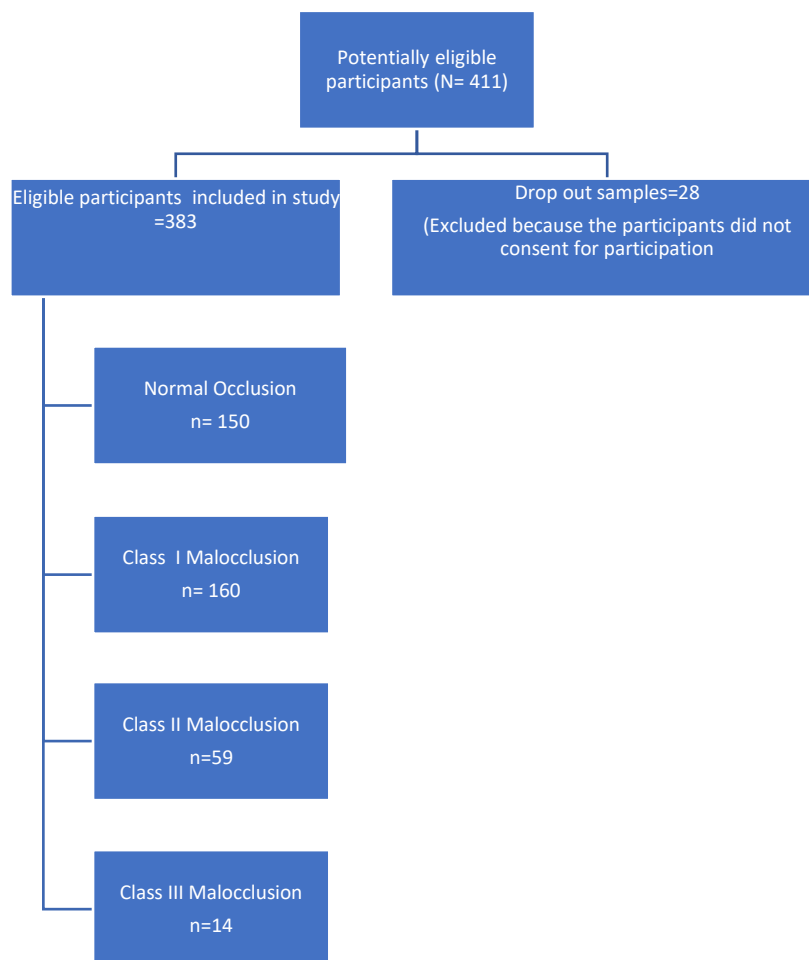 Potentially eligible
participants (N= 411)
Eligible participants included in study
=383
Drop out samples=28
(Excluded because the participants did not
consent for participation
Normal Occlusion
n= 150
Class I Malocclusion
n= 160
Class II Malocclusion
n=59
Class III Malocclusion
n=14